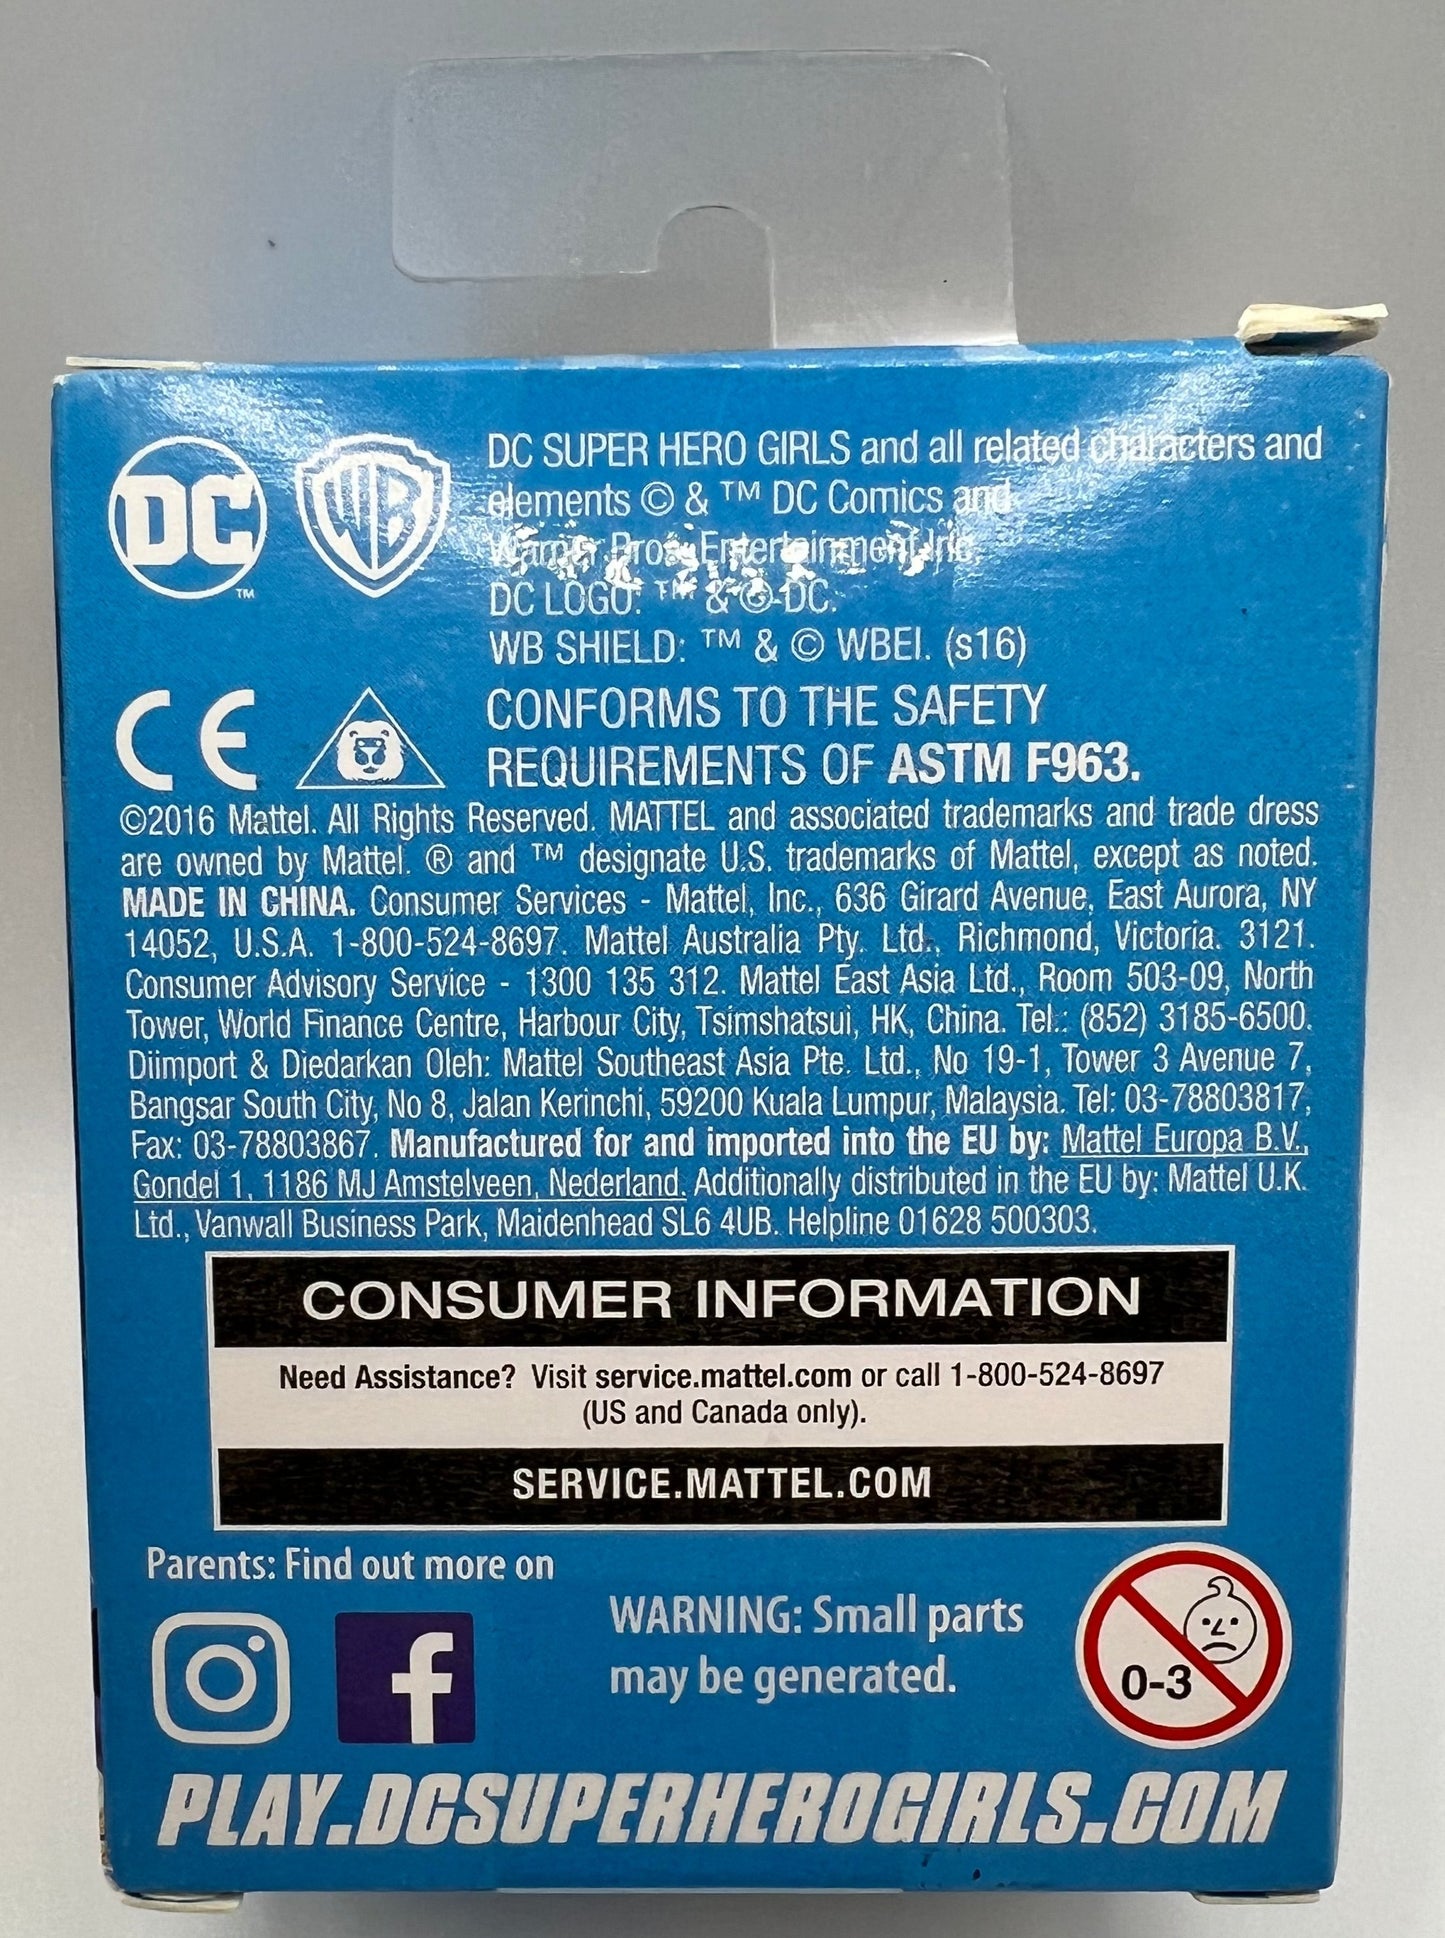 DC
TM
WB
DC SUPER HERO GIRLS and all related characters and
elements © & ™ DC Comics and
Warner Bros. Entertainment Inc.
DC LOGO: ™ & © DC.
WB SHIELD: ™ & © WBEI. (s16)
CE
CONFORMS TO THE SAFETY
REQUIREMENTS OF ASTM F963.
©2016 Mattel. All Rights Reserved. MATTEL and associated trademarks and trade dress
are owned by Mattel. ® and ™ designate U.S. trademarks of Mattel, except as noted.
MADE IN CHINA. Consumer Services - Mattel, Inc., 636 Girard Avenue, East Aurora, NY
14052, U.S.A. 1-800-524-8697. Mattel Australia Pty. Ltd., Richmond, Victoria. 3121.
Consumer Advisory Service - 1300 135 312. Mattel East Asia Ltd., Room 503-09, North
Tower, World Finance Centre, Harbour City, Tsimshatsui, HK, China. Tel.: (852) 3185-6500.
Diimport & Diedarkan Oleh: Mattel Southeast Asia Pte. Ltd., No 19-1, Tower 3 Avenue 7,
Bangsar South City, No 8, Jalan Kerinchi, 59200 Kuala Lumpur, Malaysia. Tel: 03-78803817,
Fax: 03-78803867. Manufactured for and imported into the EU by: Mattel Europa B.V.,
Gondel 1, 1186 MJ Amstelveen, Nederland. Additionally distributed in the EU by: Mattel U.K.
Ltd., Vanwall Business Park, Maidenhead SL6 4UB. Helpline 01628 500303.
CONSUMER INFORMATION
Need Assistance? Visit service.mattel.com or call 1-800-524-8697
(US and Canada only).
SERVICE.MATTEL.COM
Parents: Find out more on
f
WARNING: Small parts
may be generated.
0-3
PLAY.DCSUPERHEROGIRLS.COM